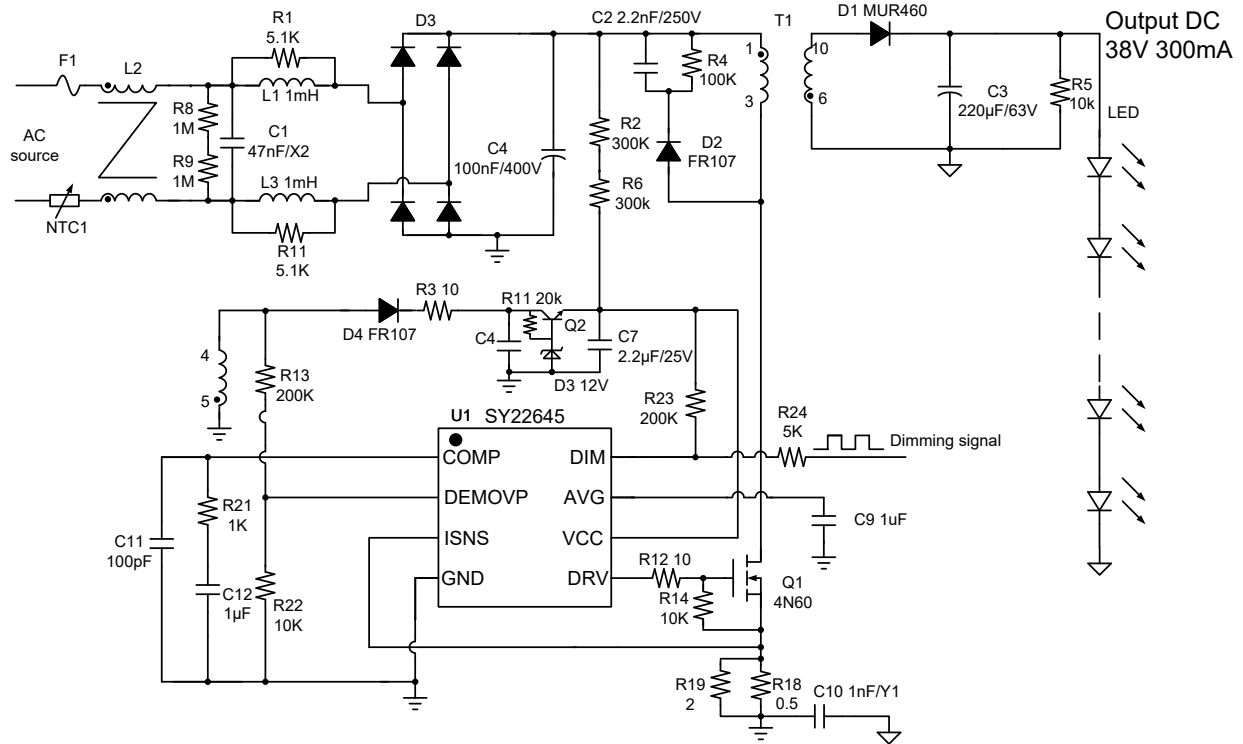 R1
5.1K
D3
C2 2.2nF/250V
T1
D1 MUR460
Output DC
38V 300mA
F1
L2
L1 1mH
R8
1M
C1
47nF/X2
R9
1M
AC
source
L3 1mH
NTC1
R11
5.1K
C4
100nF/400V
R4
100K
R2
300K
D2
FR107
R6
300k
1
3
10
6
C3
220µF/63V
R5
10k
LED
R3 10
R11 20k
D4 FR107
C4
Q2
C7
2.2µF/25V
D3 12V
4
5
R13
200K
R23
200K
R24
5K
Dimming signal
U1 SY22645
COMP
DEMOVP
ISNS
GND
DIM
AVG
VCC
DRV
C9 1uF
R21
1K
C11
100pF
C12
1µF
R22
10K
R12 10
R14
10K
Q1
4N60
R19
2
R18
0.5
C10 1nF/Y1